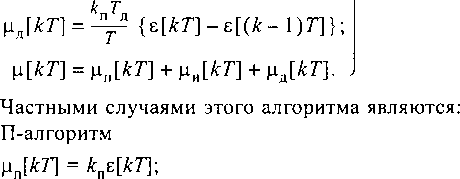 μд[kT] = kпTд/T {ε[kT] − ε[(k − 1)T]};
μ[kT] = μп[kT] + μи[kT] + μд[kT].
Частными случаями этого алгоритма являются:
П-алгоритм
μп[kT] = kпε[kT];